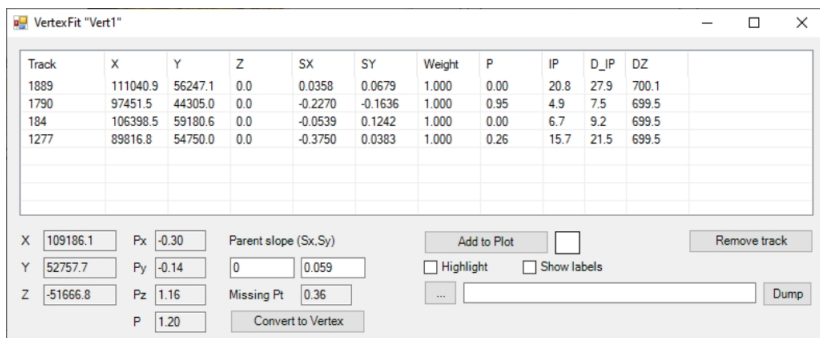 VertexFit "Vert1"
Track X Y Z SX SY Weight P IP D_IP DZ
1889 111040.9 56247.1 0.0 0.0358 0.0679 1.000 0.00 20.8 27.9 700.1
1790 97451.5 44305.0 0.0 -0.2270 -0.1636 1.000 0.95 4.9 7.5 699.5
184 106398.5 59180.6 0.0 -0.0539 0.1242 1.000 0.00 6.7 9.2 699.5
1277 89816.8 54750.0 0.0 -0.3750 0.0383 1.000 0.26 15.7 21.5 699.5
X 109186.1 Px -0.30 Parent slope (Sx,Sy) Add to Plot Remove track
Y 52757.7 Py -0.14 0 0.059 Highlight Show labels
Z -51666.8 Pz 1.16 Missing Pt 0.36 ... Dump
P 1.20 Convert to Vertex